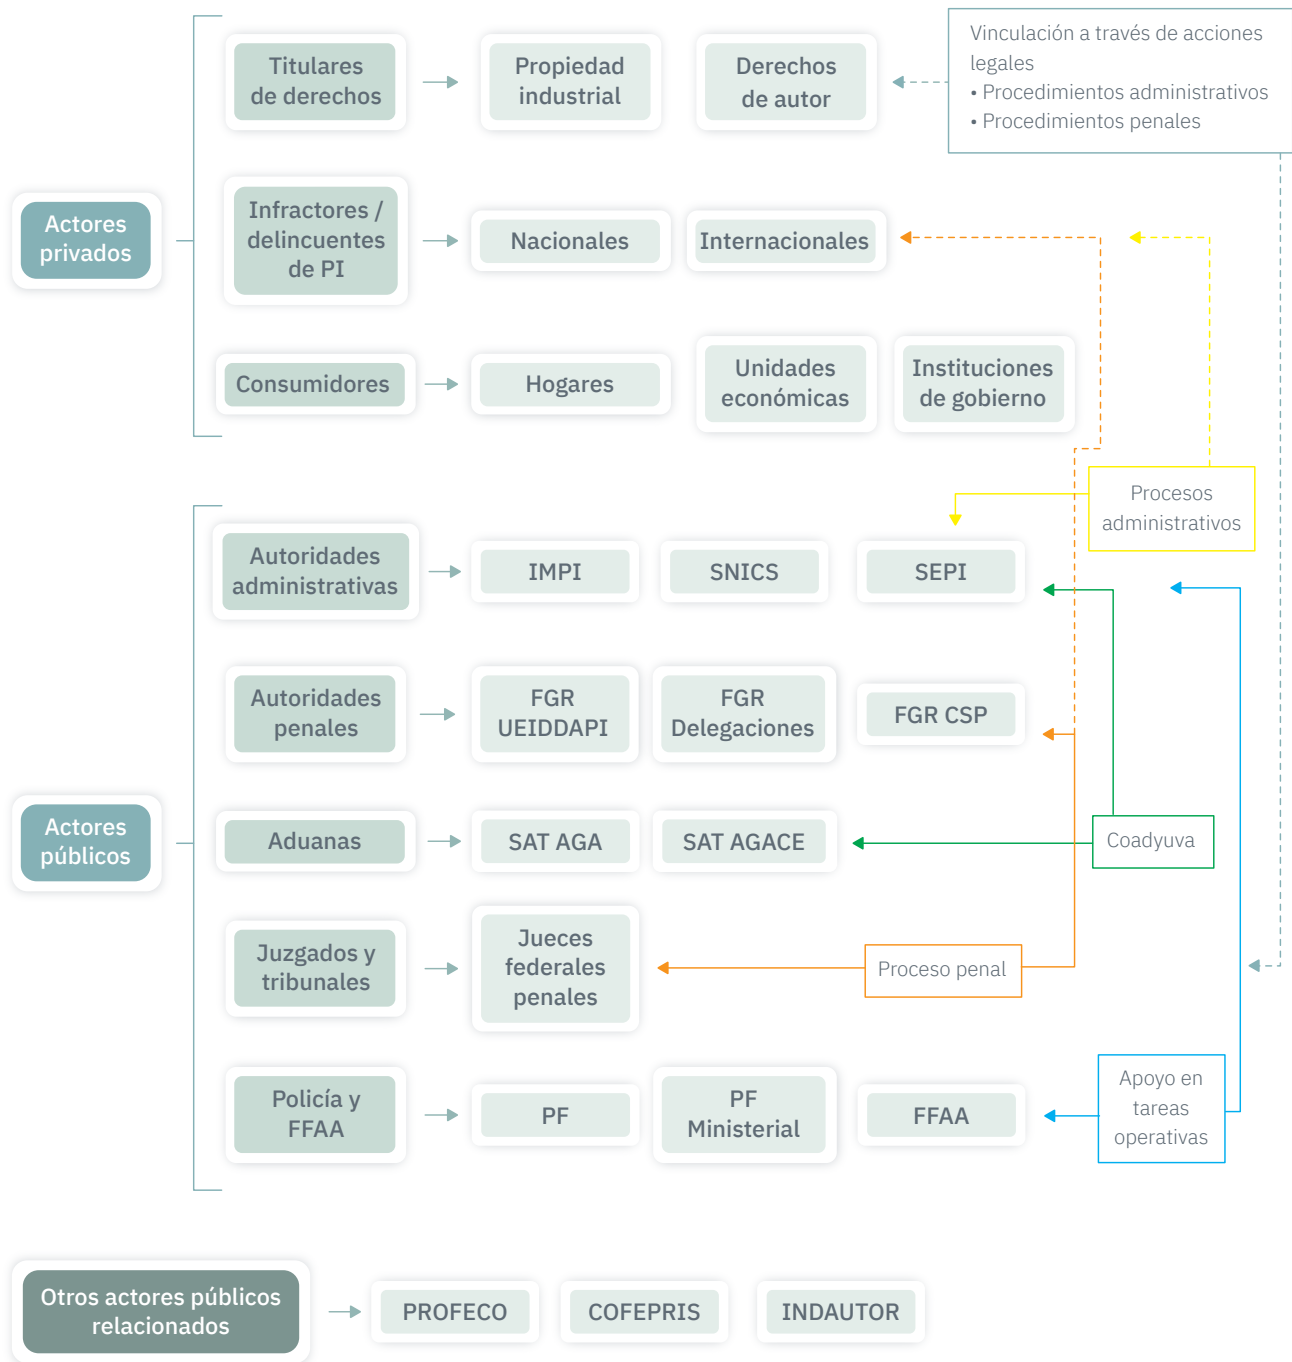 Vinculación a través de acciones
legales
• Procedimientos administrativos
• Procedimientos penales
Titulares
de derechos
Propiedad
industrial
Derechos
de autor
Actores
privados
Infractores /
delincuentes
de PI
Nacionales
Internacionales
Consumidores
Hogares
Unidades
económicas
Instituciones
de gobierno
Procesos
administrativos
Autoridades
administrativas
IMPI
SNICS
SEPI
Autoridades
penales
FGR
UEIDDAPI
FGR
Delegaciones
FGR CSP
Actores
públicos
Aduanas
SAT AGA
SAT AGACE
Coadyuva
Juzgados y
tribunales
Jueces
federales
penales
Proceso penal
Policía y
FFAA
PF
PF
Ministerial
FFAA
Apoyo en
tareas
operativas
Otros actores públicos
relacionados
PROFECO
COFEPRIS
INDAUTOR